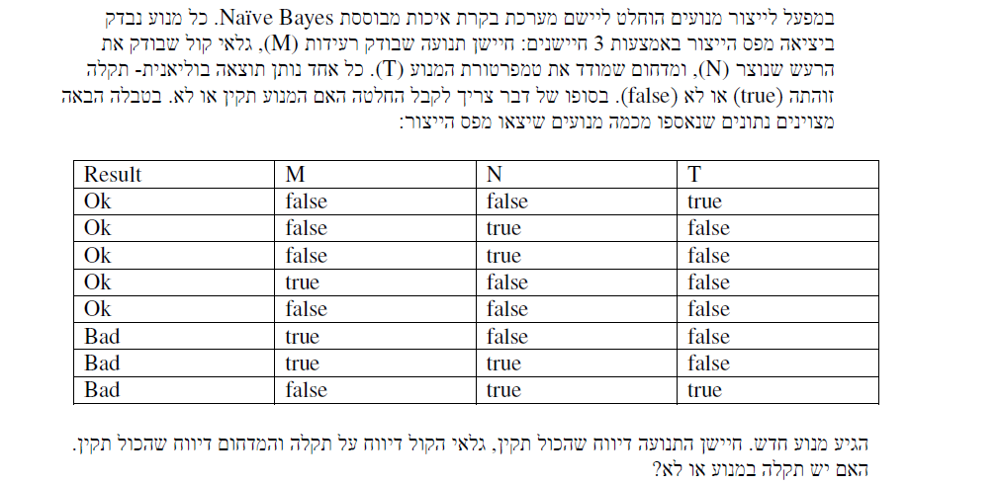 במפעל לייצור מנועים הוחלט ליישם מערכת בקרת איכות מבוססת Naïve Bayes. כל מנוע נבדק
ביציאה מפס הייצור באמצעות 3 חיישנים: חיישן תנועה שבודק רעידות (M), גלאי קול שבודק את
הרעש שנוצר (N), ומדחום שמודד את טמפרטורת המנוע (T). כל אחד נותן תוצאה בוליאנית- תקלה
זוהתה (true) או לא (false). בסופו של דבר צריך לקבל החלטה האם המנוע תקין או לא. בטבלה הבאה
מצוינים נתונים שנאספו מכמה מנועים שיצאו מפס הייצור:
Result M N T
Ok false false true
Ok false true false
Ok false true false
Ok true false false
Ok false false false
Bad true false false
Bad true true false
Bad false true true
הגיע מנוע חדש. חיישן התנועה דיווח שהכול תקין, גלאי הקול דיווח על תקלה והמדחום דיווח שהכול תקין.
האם יש תקלה במנוע או לא?